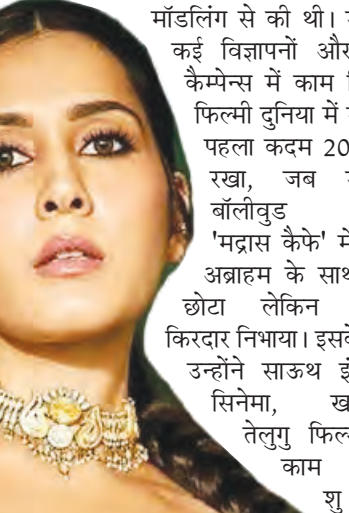 मॉडलिंग से की थी।
कई विज्ञापनों और
कैम्पेन्स में काम
फिल्मी दुनिया में
पहला कदम 20
रखा, जब
बॉलीवुड
'मद्रास कैफे' में
अब्राहम के साथ
छोटा लेकिन
किरदार निभाया। इसके
उन्होंने साऊथ
सिनेमा,
तेलुगु
काम